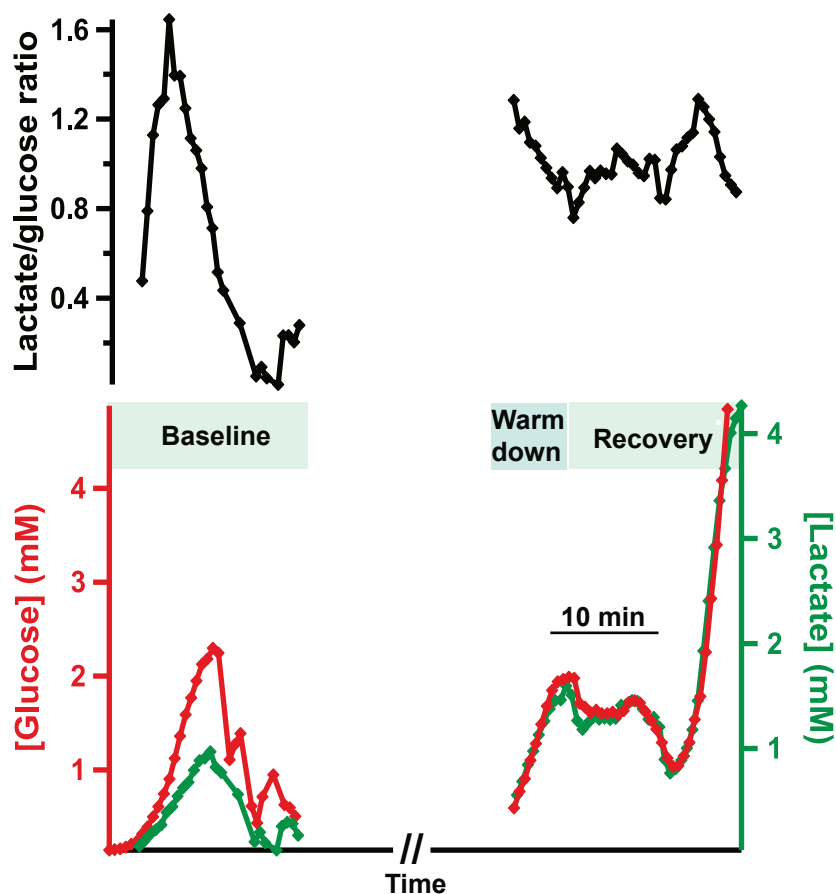 Lactate/glucose ratio
1.6
1.2
0.8
0.4
Baseline
Warm
down
Recovery
[Glucose] (mM)
4
3
2
1
10 min
[Lactate] (mM)
4
3
2
1
//
Time